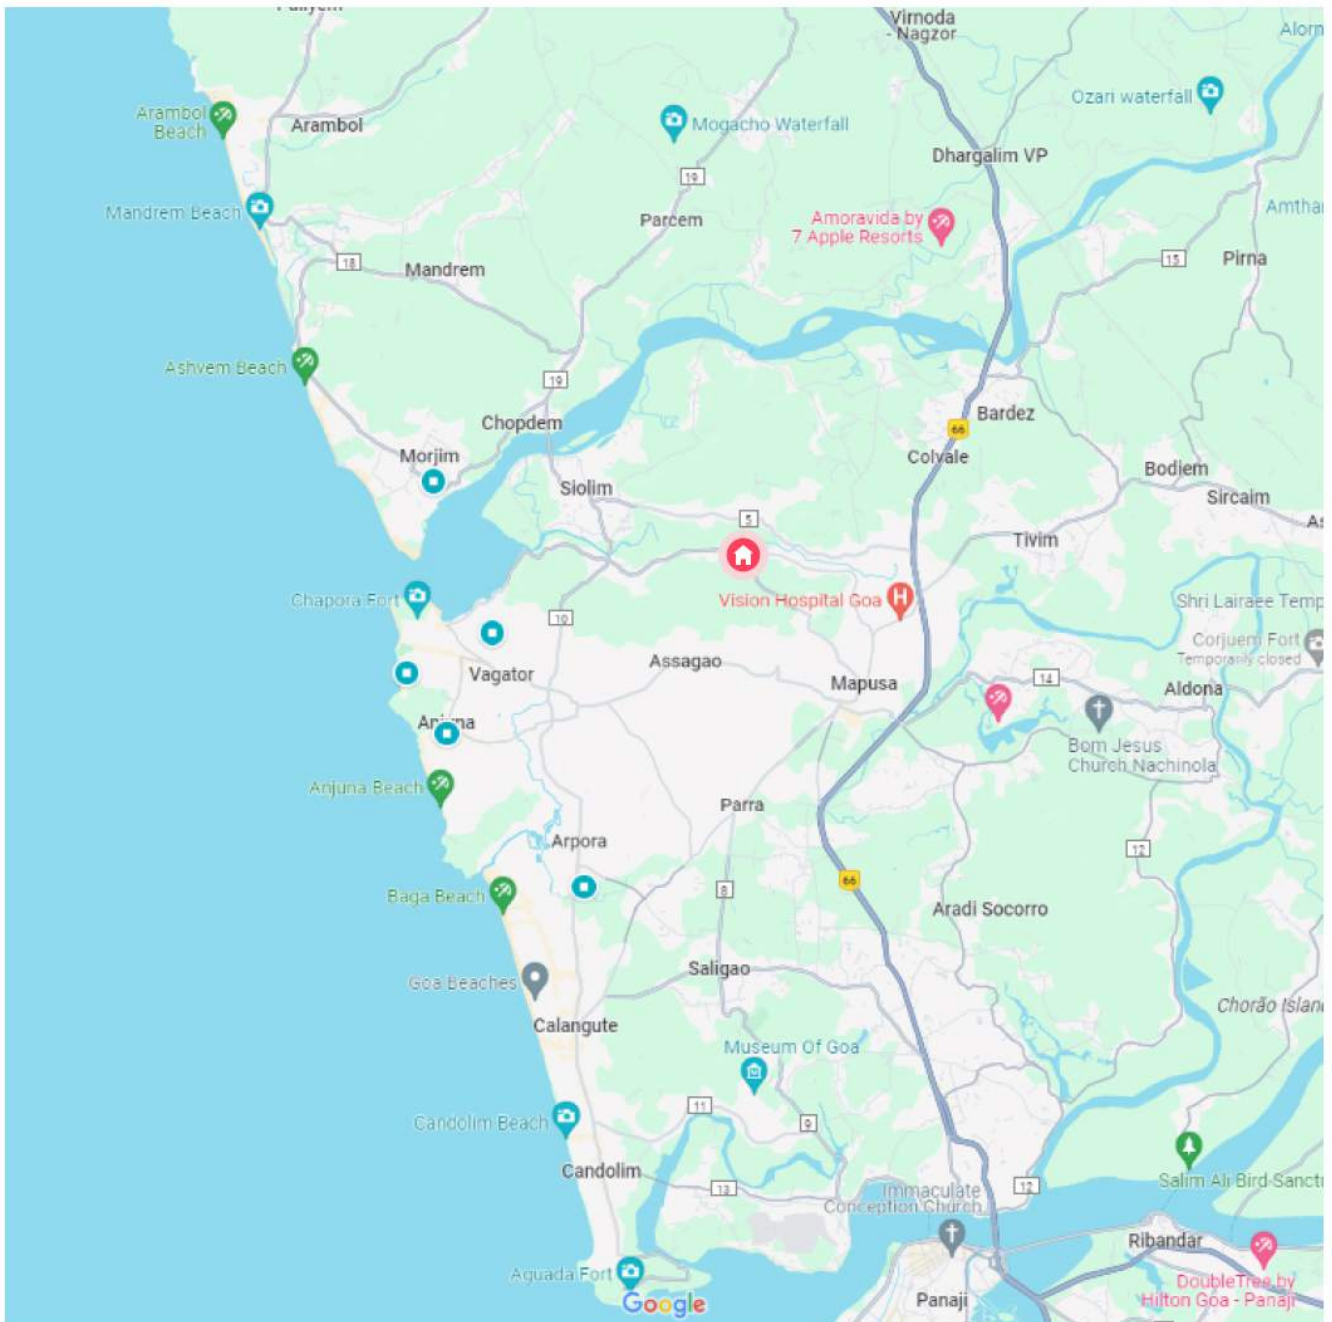 Virnoda
- Nagzor
Arambol
Beach
Arambol
Mogacho Waterfall
Ozari waterfall
Dhargalim VP
19
Mandrem Beach
Parcem
Amoravida by
7 Apple Resorts
18
Mandrem
15
Pirna
Ashvem Beach
19
Chopdem
Bardez
66
Colvale
Morjim
Bodiem
Siolim
Sircaim
5
Tivim
Chapora Fort
Vision Hospital Goa
H
10
Shri Lairaee Temp
Corjuem Fort
Temporarily closed
Assagao
Vagator
Mapusa
14
Aldona
Anjuna
Bom Jesus
Church Nachinola
Anjuna Beach
Parra
Arpora
12
66
8
Baga Beach
Aradi Socorro
Saligao
Goa Beaches
Calangute
Chorão Islan
Museum Of Goa
11
9
Candolim Beach
Candolim
13
12
Salim Ali Bird Sanctu
Immaculate
Conception Church
Ribandar
Aguada Fort
Google
Panaji
DoubleTree by
Hilton Goa - Panaji